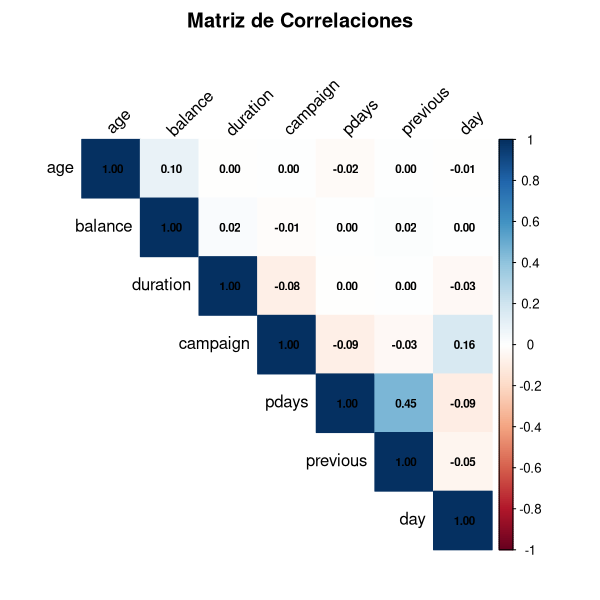 Matriz de Correlaciones
age balance duration campaign pdays previous day
age 1.00 0.10 0.00 0.00 -0.02 0.00 -0.01
balance 1.00 0.02 -0.01 0.00 0.02 0.00
duration 1.00 -0.08 0.00 0.00 -0.03
campaign 1.00 -0.09 -0.03 0.16
pdays 1.00 0.45 -0.09
previous 1.00 -0.05
day 1.00
1
0.8
0.6
0.4
0.2
0
-0.2
-0.4
-0.6
-0.8
-1